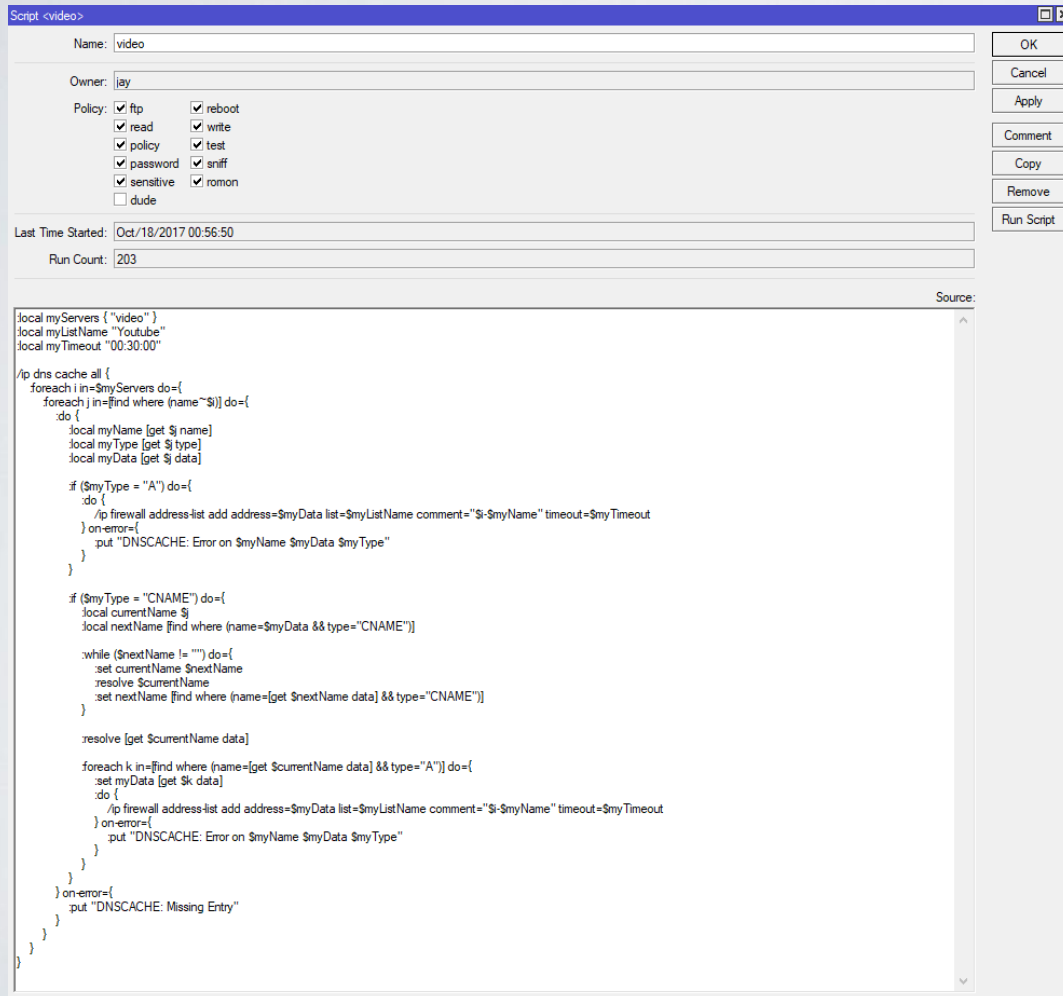 Script <video>
Name: video
OK
Owner: jay
Cancel
Policy: ftp reboot
Apply
read write
policy test
Comment
password sniff
Copy
sensitive romon
Remove
dude
Run Script
Last Time Started: Oct/18/2017 00:56:50
Run Count: 203
Source:
:local myServers { "video" }
:local myListName "Youtube"
:local myTimeout "00:30:00"
/ip dns cache all {
:foreach i in=$myServers do={
:foreach j in=[find where (name~$i)] do={
:do {
:local myName [get $j name]
:local myType [get $j type]
:local myData [get $j data]
:if ($myType = "A") do={
:do {
/ip firewall address-list add address=$myData list=$myListName comment="$i-$myName" timeout=$myTimeout
} on-error={
:put "DNSCACHE: Error on $myName $myData $myType"
}
}
:if ($myType = "CNAME") do={
:local currentName $j
:local nextName [find where (name=$myData && type="CNAME")]
:while ($nextName != "") do={
:set currentName $nextName
:resolve $currentName
:set nextName [find where (name=[get $nextName data] && type="CNAME")]
}
:resolve [get $currentName data]
:foreach k in=[find where (name=[get $currentName data] && type="A")] do={
:set myData [get $k data]
:do {
/ip firewall address-list add address=$myData list=$myListName comment="$i-$myName" timeout=$myTimeout
} on-error={
:put "DNSCACHE: Error on $myName $myData $myType"
}
}
}
} on-error={
:put "DNSCACHE: Missing Entry"
}
}
}
}